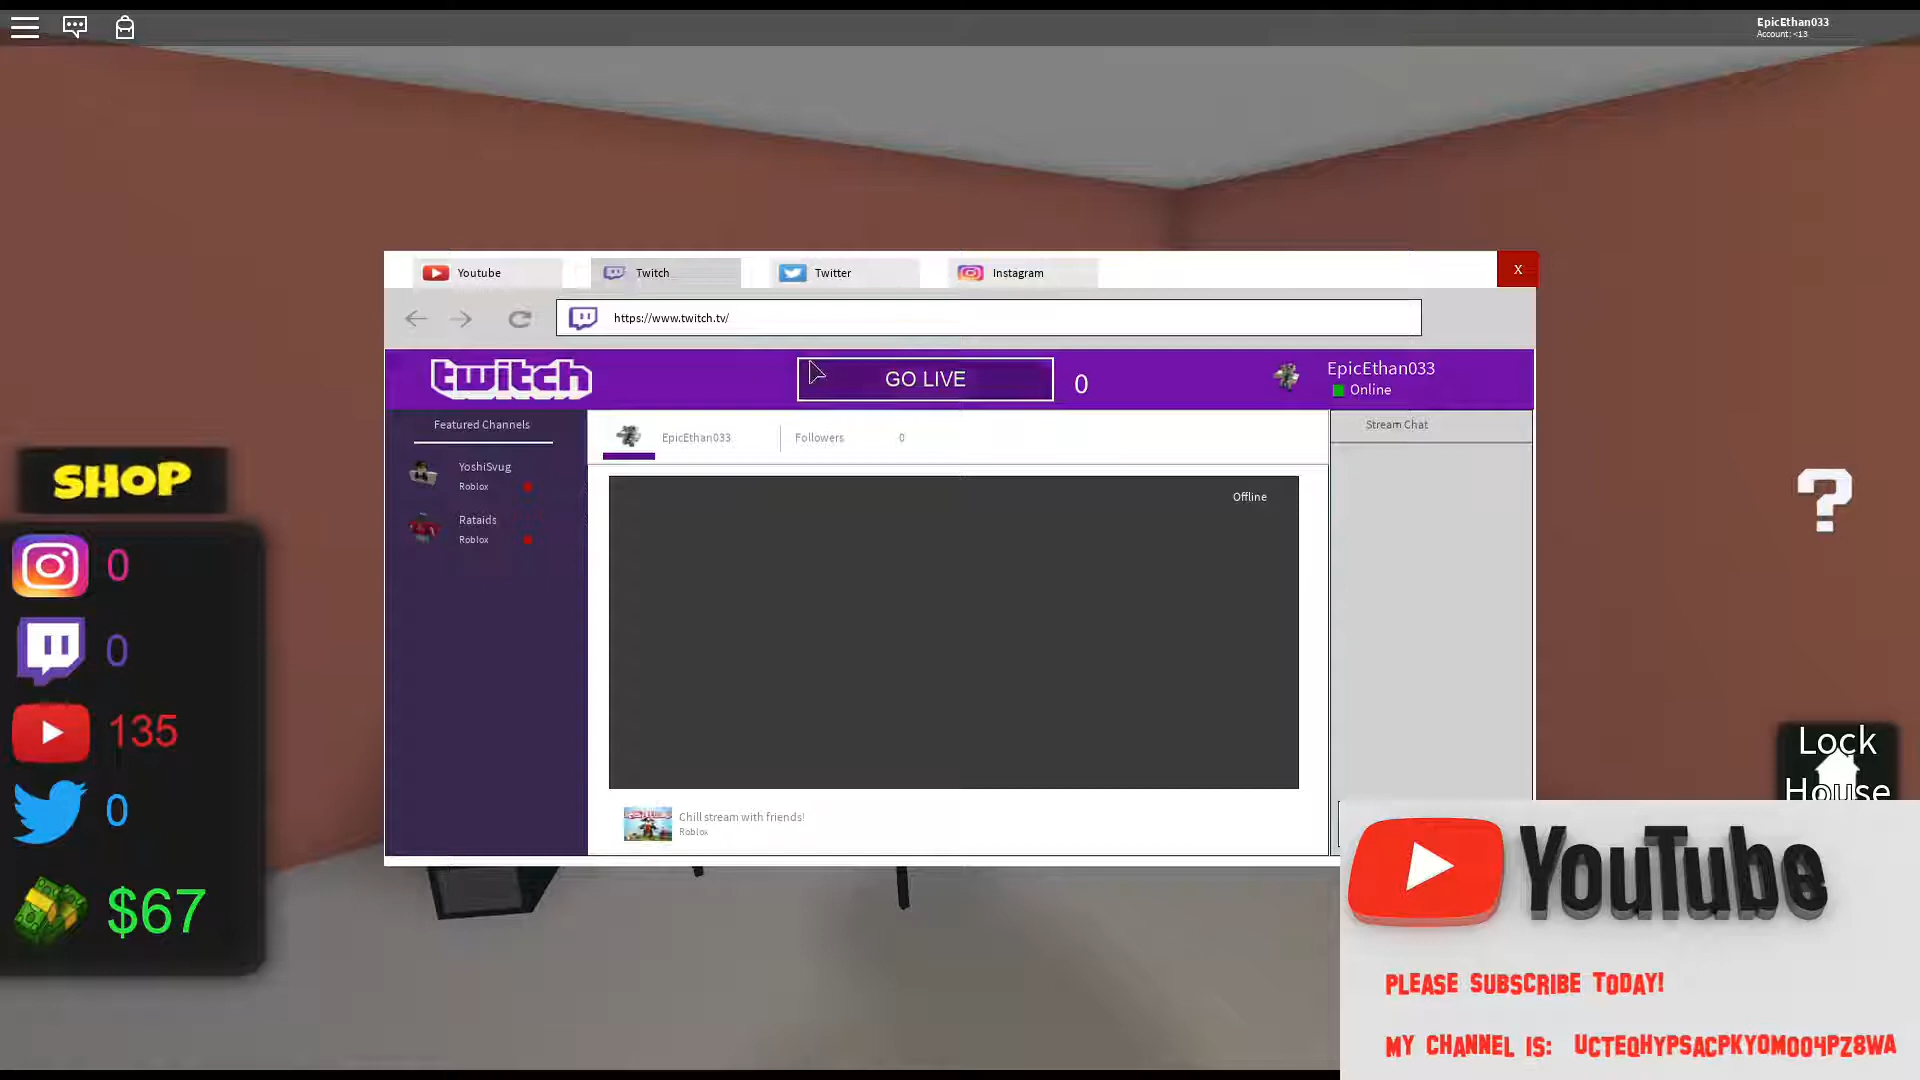 EpicEthan033
Account: <13
Youtube
Twitch
Twitter
Instagram
X
https://www.twitch.tv/
twitch
GO LIVE
0
EpicEthan033
Online
Featured Channels
EpicEthan033
Followers
0
Stream Chat
YoshiSvug
Roblox
Offline
Rataids
Roblox
SHOP
0
0
135
0
$67
?
Lock
House
Chill stream with friends!
Roblox
YouTube
PLEASE SUBSCRIBE TODAY!
MY CHANNEL IS: UCTEQHYPSACPKYOMOO4PZ8WA